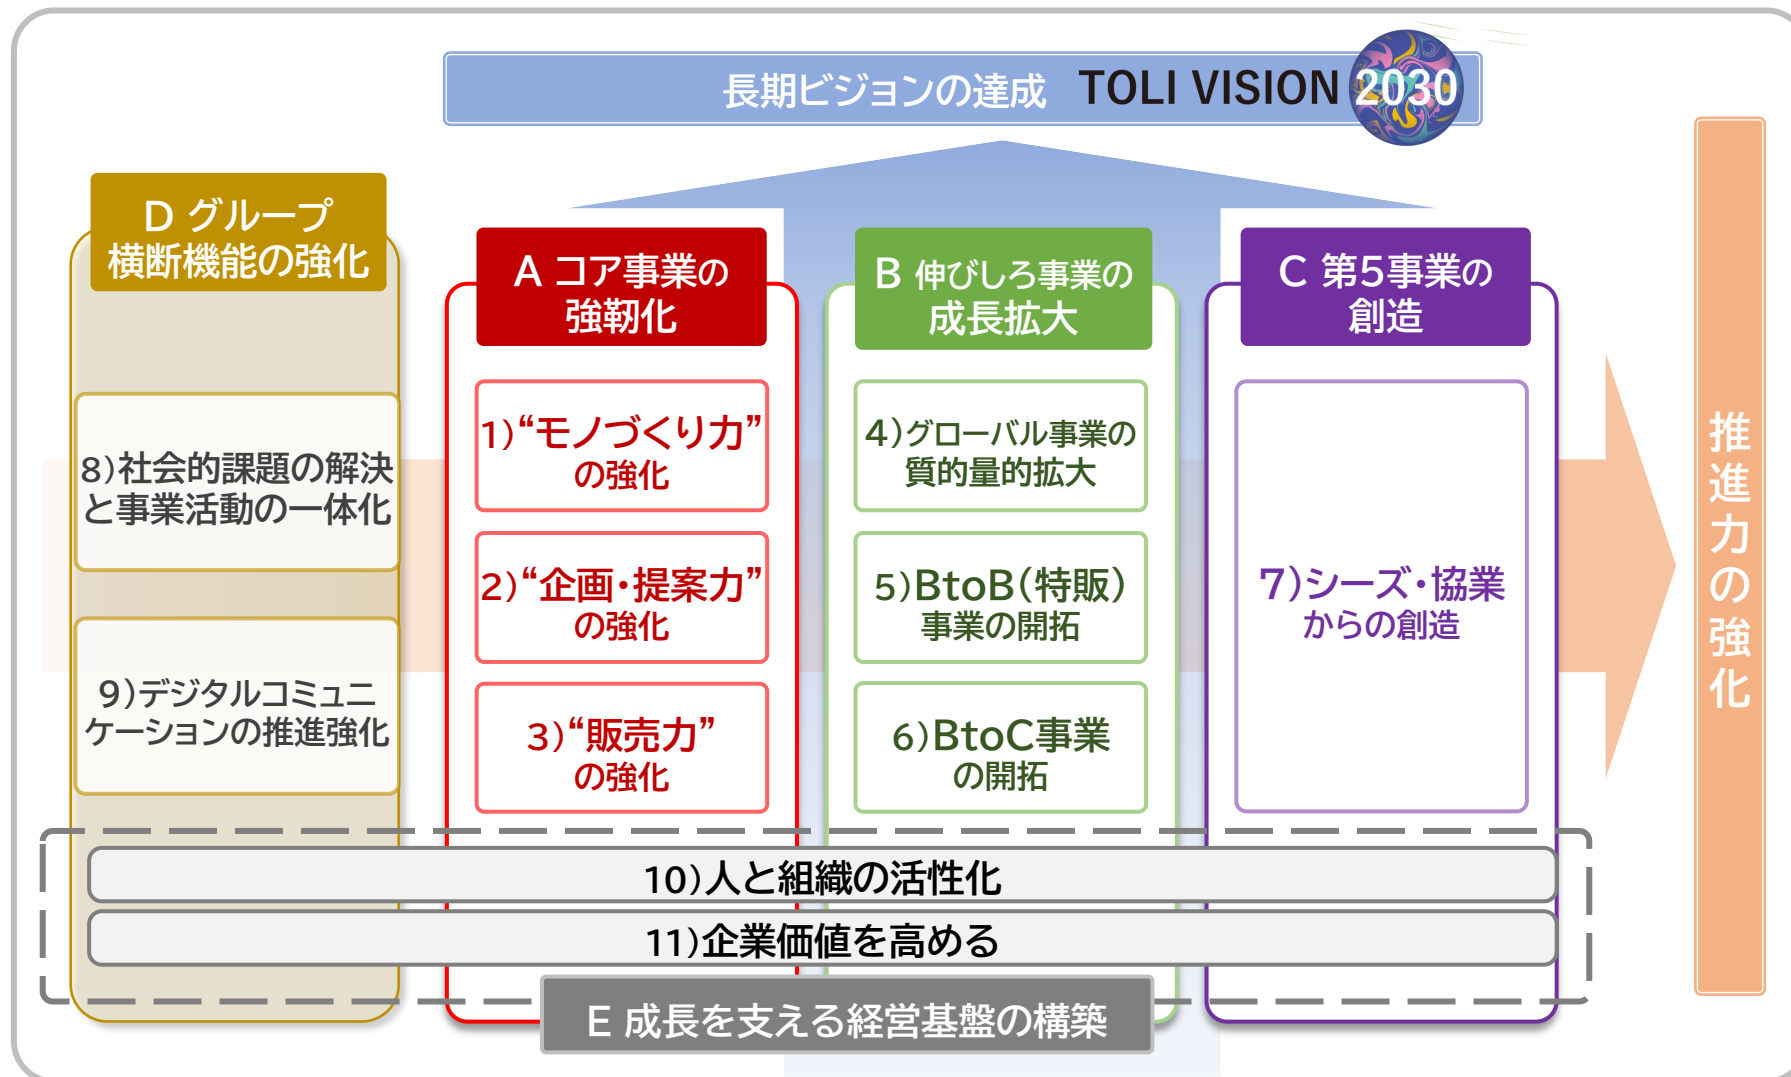 長期ビジョンの達成 TOLI VISION 2030
D グループ
横断機能の強化
8)社会的課題の解決
と事業活動の一体化
9)デジタルコミュニ
ケーションの推進強化
A コア事業の
強靭化
1)“モノづくり力”
の強化
2)“企画・提案力”
の強化
3)“販売力”
の強化
B 伸びしろ事業の
成長拡大
4)グローバル事業の
質的量的拡大
5)BtoB(特販)
事業の開拓
6)BtoC事業
の開拓
C 第5事業の
創造
7)シーズ・協業
からの創造
10)人と組織の活性化
11)企業価値を高める
E 成長を支える経営基盤の構築
推進力の強化